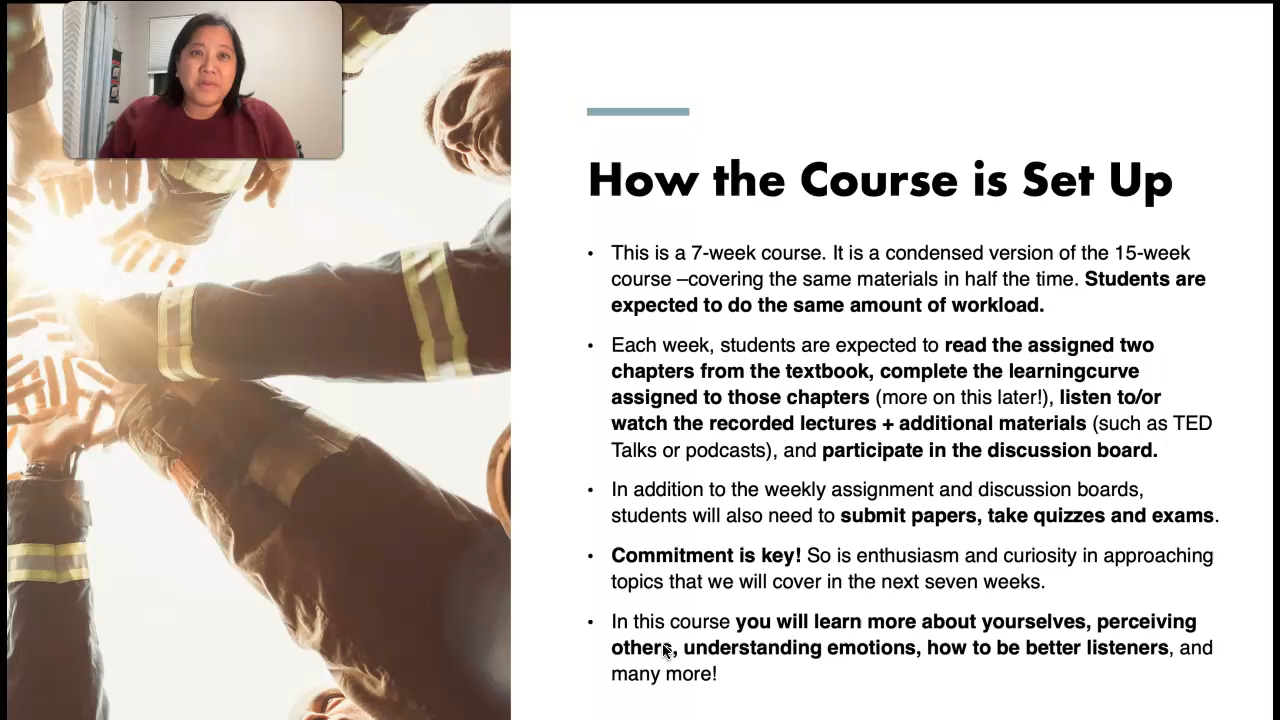 How the Course is Set Up
• This is a 7-week course. It is a condensed version of the 15-week
course –covering the same materials in half the time. Students are
expected to do the same amount of workload.
• Each week, students are expected to read the assigned two
chapters from the textbook, complete the learningcurve
assigned to those chapters (more on this later!), listen to/or
watch the recorded lectures + additional materials (such as TED
Talks or podcasts), and participate in the discussion board.
• In addition to the weekly assignment and discussion boards,
students will also need to submit papers, take quizzes and exams.
• Commitment is key! So is enthusiasm and curiosity in approaching
topics that we will cover in the next seven weeks.
• In this course you will learn more about yourselves, perceiving
others, understanding emotions, how to be better listeners, and
many more!